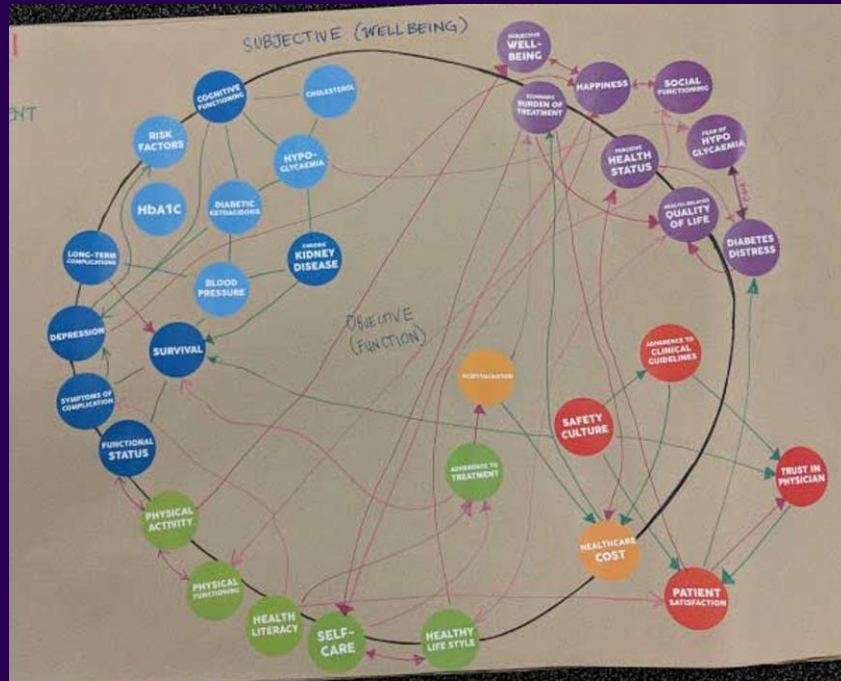 SUBJECTIVE (WELLBEING)
ENT
COGNITIVE
FUNCTIONING
CHOLESTEROL
RISK
FACTORS
HYPO-
GLYCAEMIA
HbA1C
DIABETIC
KETOACIDOSIS
LONG-TERM
COMPLICATIONS
BLOOD
PRESSURE
CHRONIC
KIDNEY
DISEASE
DEPRESSION
SURVIVAL
SYMPTOMS OF
COMPLICATION
FUNCTIONAL
STATUS
OBJECTIVE
(FUNCTION)
SUBJECTIVE
WELL-
BEING
HAPPINESS
SOCIAL
FUNCTIONING
BURDEN OF
TREATMENT
FEAR OF
HYPO
GLYCAEMIA
HEALTH
STATUS
HEALTH-RELATED
QUALITY
OF LIFE
DIABETES
DISTRESS
HOSPITALISATION
ADHERENCE TO
CLINICAL
GUIDELINES
SAFETY
CULTURE
ADHERENCE TO
TREATMENT
TRUST IN
PHYSICIAN
HEALTHCARE
COST
PATIENT
SATISFACTION
PHYSICAL
ACTIVITY
PHYSICAL
FUNCTIONING
HEALTH
LITERACY
SELF-
CARE
HEALTHY
LIFE STYLE